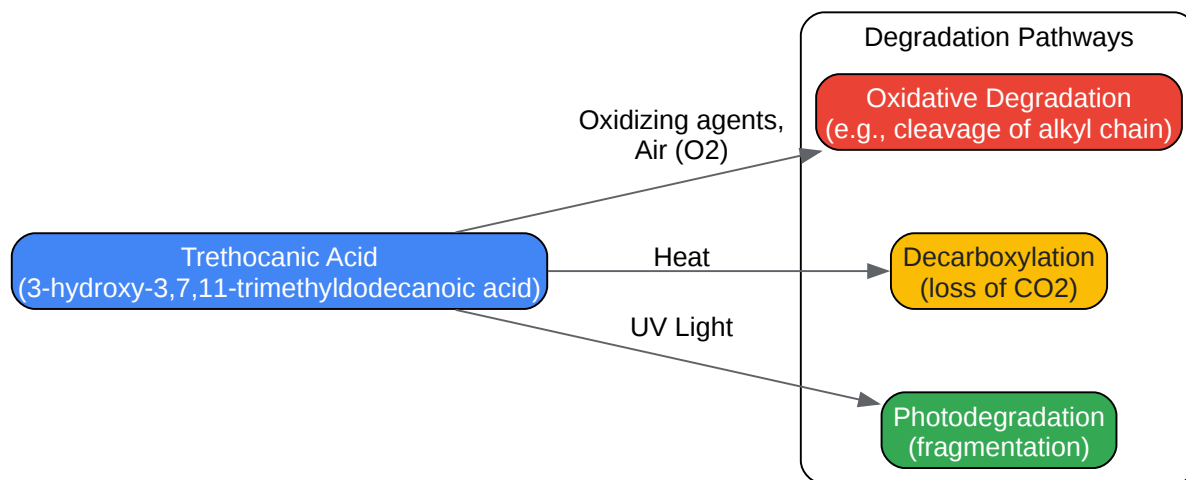 Degradation Pathways
Oxidative Degradation
(e.g., cleavage of alkyl chain)
Oxidizing agents,
Air (O2)
Trethocanic Acid
(3-hydroxy-3,7,11-trimethyldodecanoic acid)
Heat
Decarboxylation
(loss of CO2)
UV Light
Photodegradation
(fragmentation)